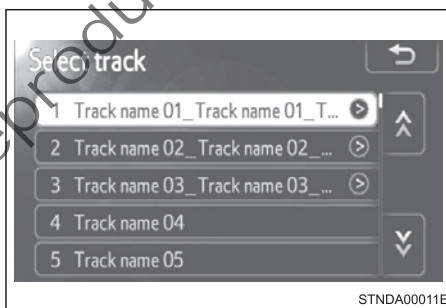 Select track
1 Track name 01_Track name 01_T...
2 Track name 02_Track name 02_...
3 Track name 03_Track name 03_...
4 Track name 04
5 Track name 05
STNDA00011E